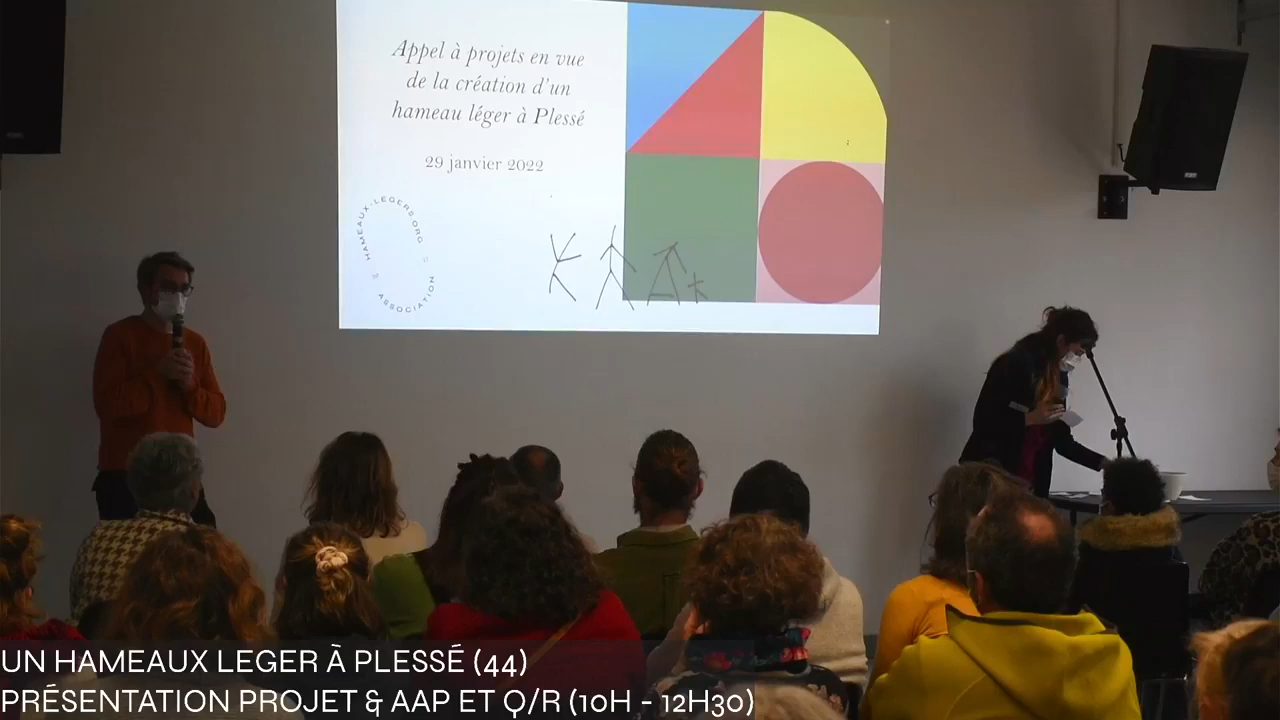 Appel à projets en vue
de la création d'un
hameau léger à Plessé
29 janvier 2022
HAMEAUX-LEGERS.ORG
ASSOCIATION
UN HAMEAUX LEGER À PLESSÉ (44)
PRÉSENTATION PROJET & AAP ET Q/R (10H - 12H30)